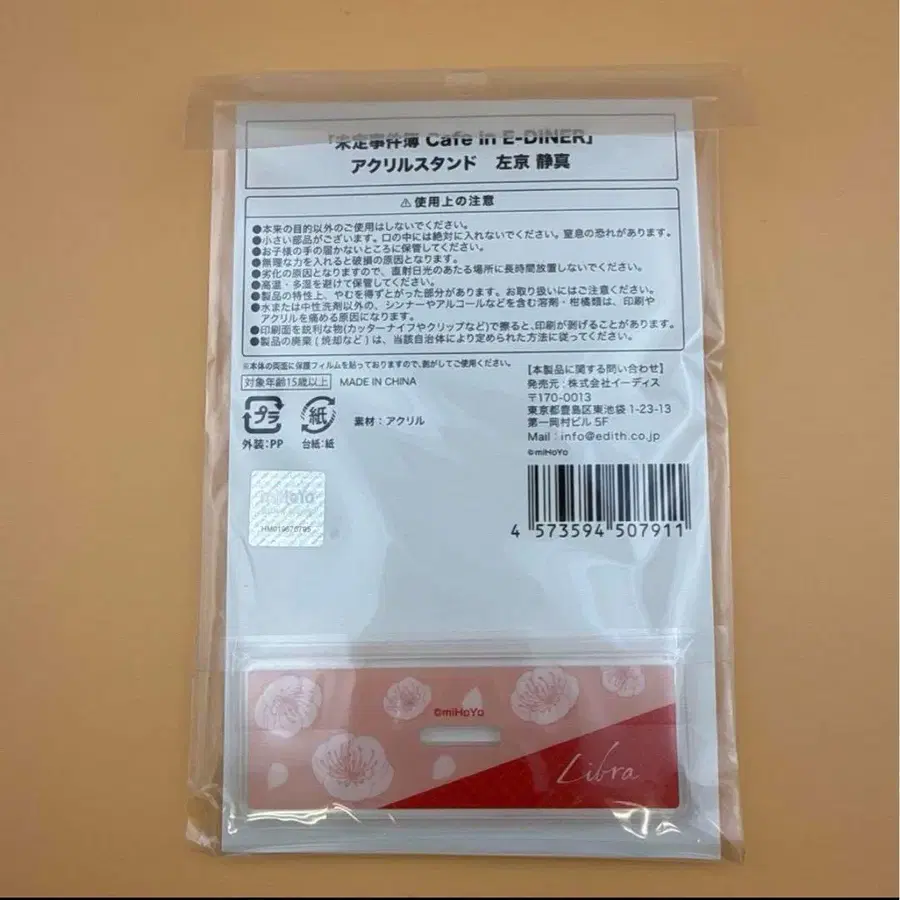 「未定事件簿 Cafe in E-DINER」
アクリルスタンド 左京 静真
⚠使用上の注意
●本来の目的以外のご使用はしないでください。
●小さい部品がございます。口の中には絶対に入れないでください。窒息の恐れがあります。
●お子様の手の届かないところに保管してください。
●無理な力を入れると破損の原因となります。
●劣化の原因となりますので、直射日光のあたる場所に長時間放置しないでください。
●高温・多湿を避けて保管してください。
●製品の特性上、やむを得ずとがった部分があります。お取り扱いにはご注意ください。
●水または中性洗剤以外の、シンナーやアルコールなどを含む溶剤・柑橘類は、印刷や
アクリルを痛める原因になります。
●印刷面を鋭利な物(カッターナイフやクリップなど)で擦ると、印刷が剥げることがあります。
●製品の廃棄(焼却など)は、当該自治体により定められた方法に従ってください。
※本体の両面に保護フィルムを貼っておりますので、剥がしてご使用ください。
対象年齢15歳以上 MADE IN CHINA
プラ
外装:PP
紙
台紙:紙
素材:アクリル
【本製品に関する問い合わせ】
発売元:株式会社イーディス
〒170-0013
東京都豊島区東池袋 1-23-13
第一岡村ビル 5F
Mail : info@edith.co.jp
©miHoYo
miHoYo
4 573594 507911
©miHoYo
Libra